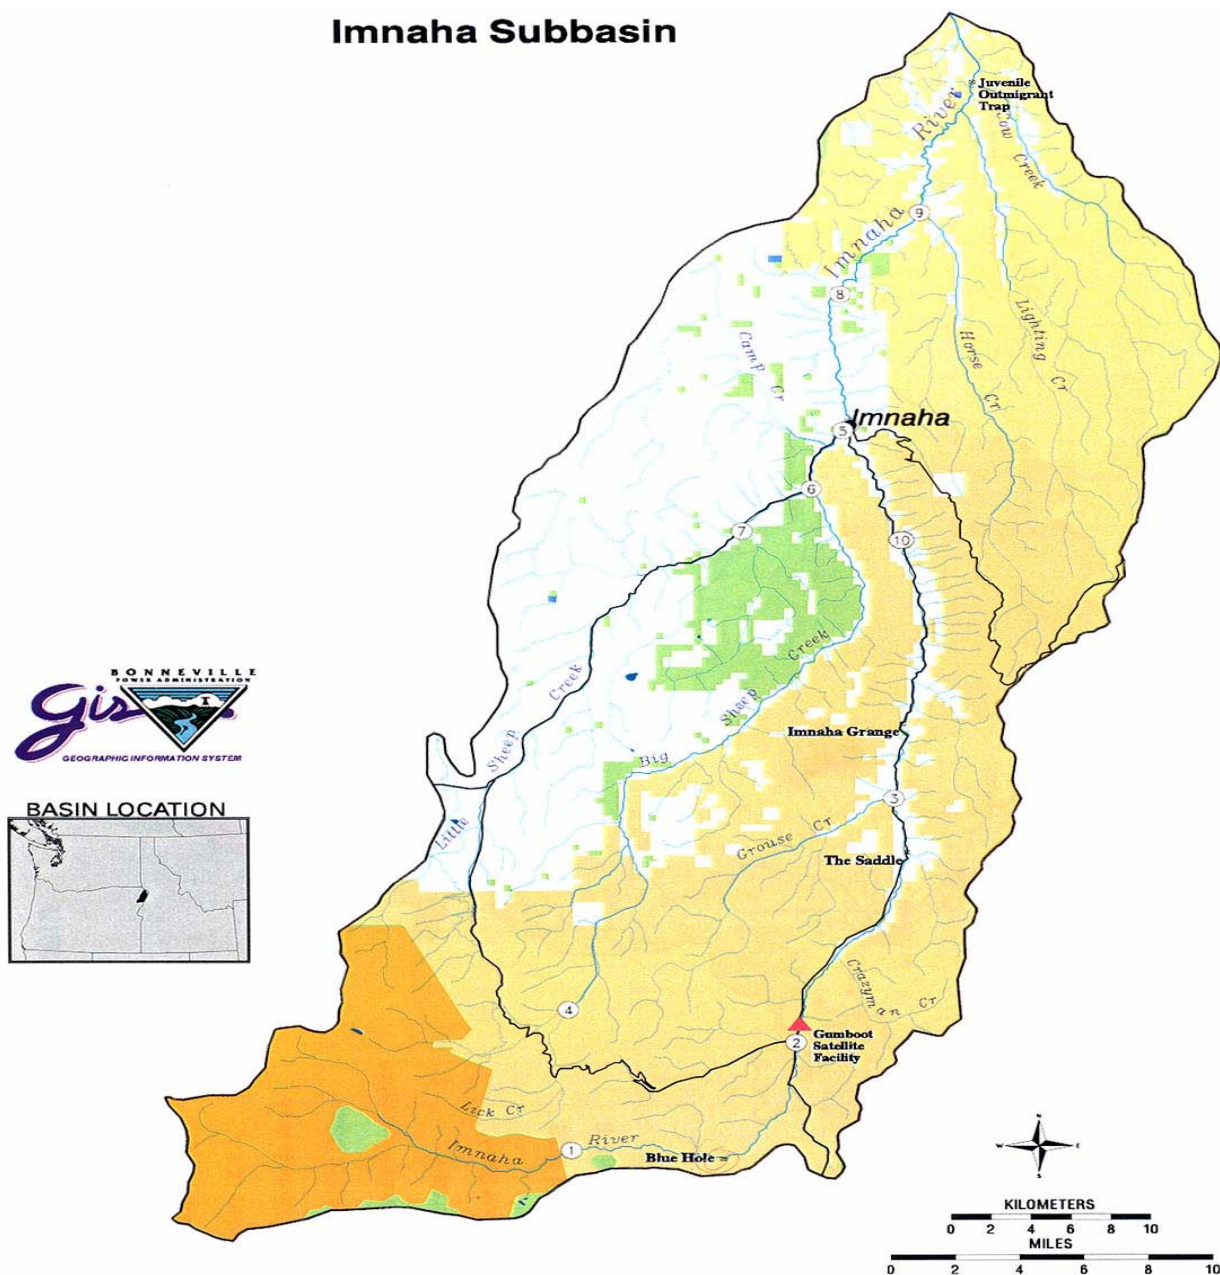 Imnaha Subbasin
Juvenile
Outmigrant
Trap
River
Cow
Creek
9
Imnaha
8
Lighting
Cr
Horse
Cr
Camp
Cr
Imnaha
5
6
7
10
Creek
Sheep
Big
Creek
Sheep
Little
Imnaha Grange
3
Grouse Cr
The Saddle
Crazyman Cr
4
Gumboot
Satellite
Facility
2
Lick Cr
Imnaha
1
River
Blue Hole
BONNEVILLE
POWER ADMINISTRATION
Gis
GEOGRAPHIC INFORMATION SYSTEM
BASIN LOCATION
N
W E
S
KILOMETERS
0 2 4 6 8 10
MILES
0 2 4 6 8 10